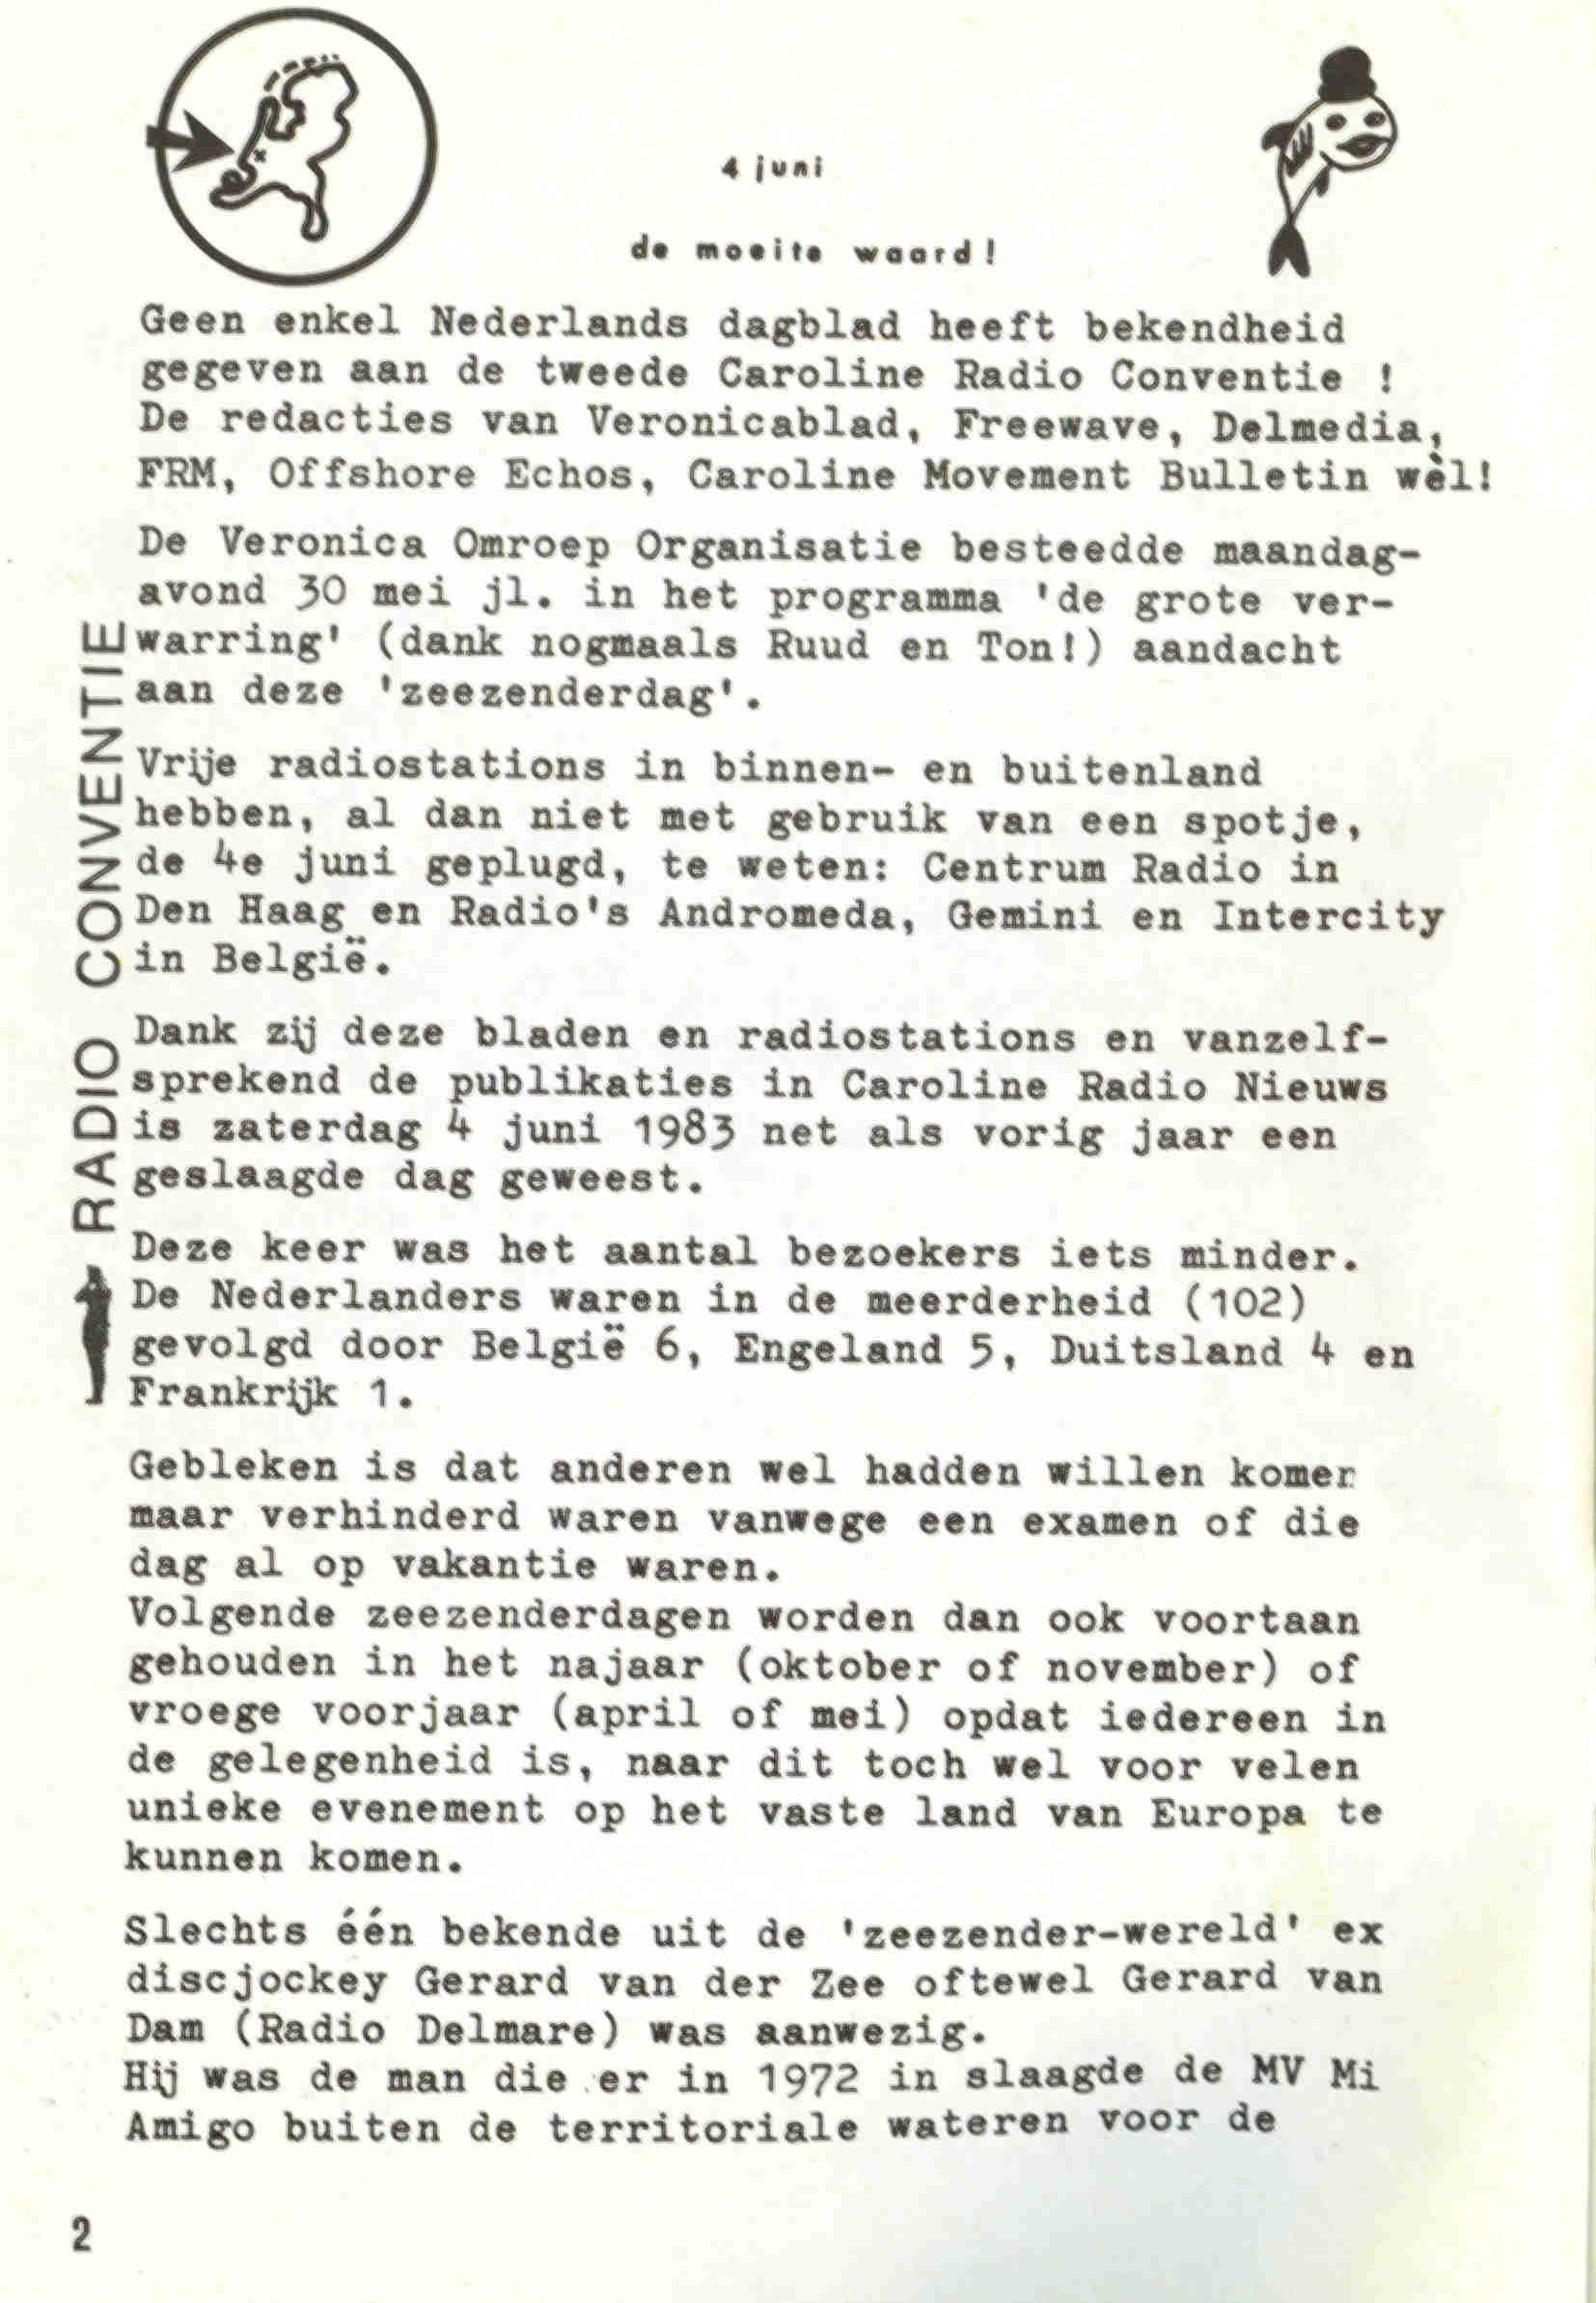 4 juni
de moeite waard!
Geen enkel Nederlands dagblad heeft bekendheid
gegeven aan de tweede Caroline Radio Conventie !
De redacties van Veronicablad, Freewave, Delmedia,
FRM, Offshore Echos, Caroline Movement Bulletin wèl!
De Veronica Omroep Organisatie besteedde maandag-
avond 30 mei jl. in het programma 'de grote ver-
warring' (dank nogmaals Ruud en Ton!) aandacht
aan deze 'zeezenderdag'.
Vrije radiostations in binnen- en buitenland
hebben, al dan niet met gebruik van een spotje,
de 4e juni geplugd, te weten: Centrum Radio in
Den Haag en Radio's Andromeda, Gemini en Intercity
in België.
Dank zij deze bladen en radiostations en vanzelf-
sprekend de publikaties in Caroline Radio Nieuws
is zaterdag 4 juni 1983 net als vorig jaar een
geslaagde dag geweest.
Deze keer was het aantal bezoekers iets minder.
De Nederlanders waren in de meerderheid (102)
gevolgd door België 6, Engeland 5, Duitsland 4 en
Frankrijk 1.
Gebleken is dat anderen wel hadden willen komen
maar verhinderd waren vanwege een examen of die
dag al op vakantie waren.
Volgende zeezenderdagen worden dan ook voortaan
gehouden in het najaar (oktober of november) of
vroege voorjaar (april of mei) opdat iedereen in
de gelegenheid is, naar dit toch wel voor velen
unieke evenement op het vaste land van Europa te
kunnen komen.
Slechts één bekende uit de 'zeezender-wereld' ex
discjockey Gerard van der Zee oftewel Gerard van
Dam (Radio Delmare) was aanwezig.
Hij was de man die er in 1972 in slaagde de MV Mi
Amigo buiten de territoriale wateren voor de
RADIO CONVENTIE
2